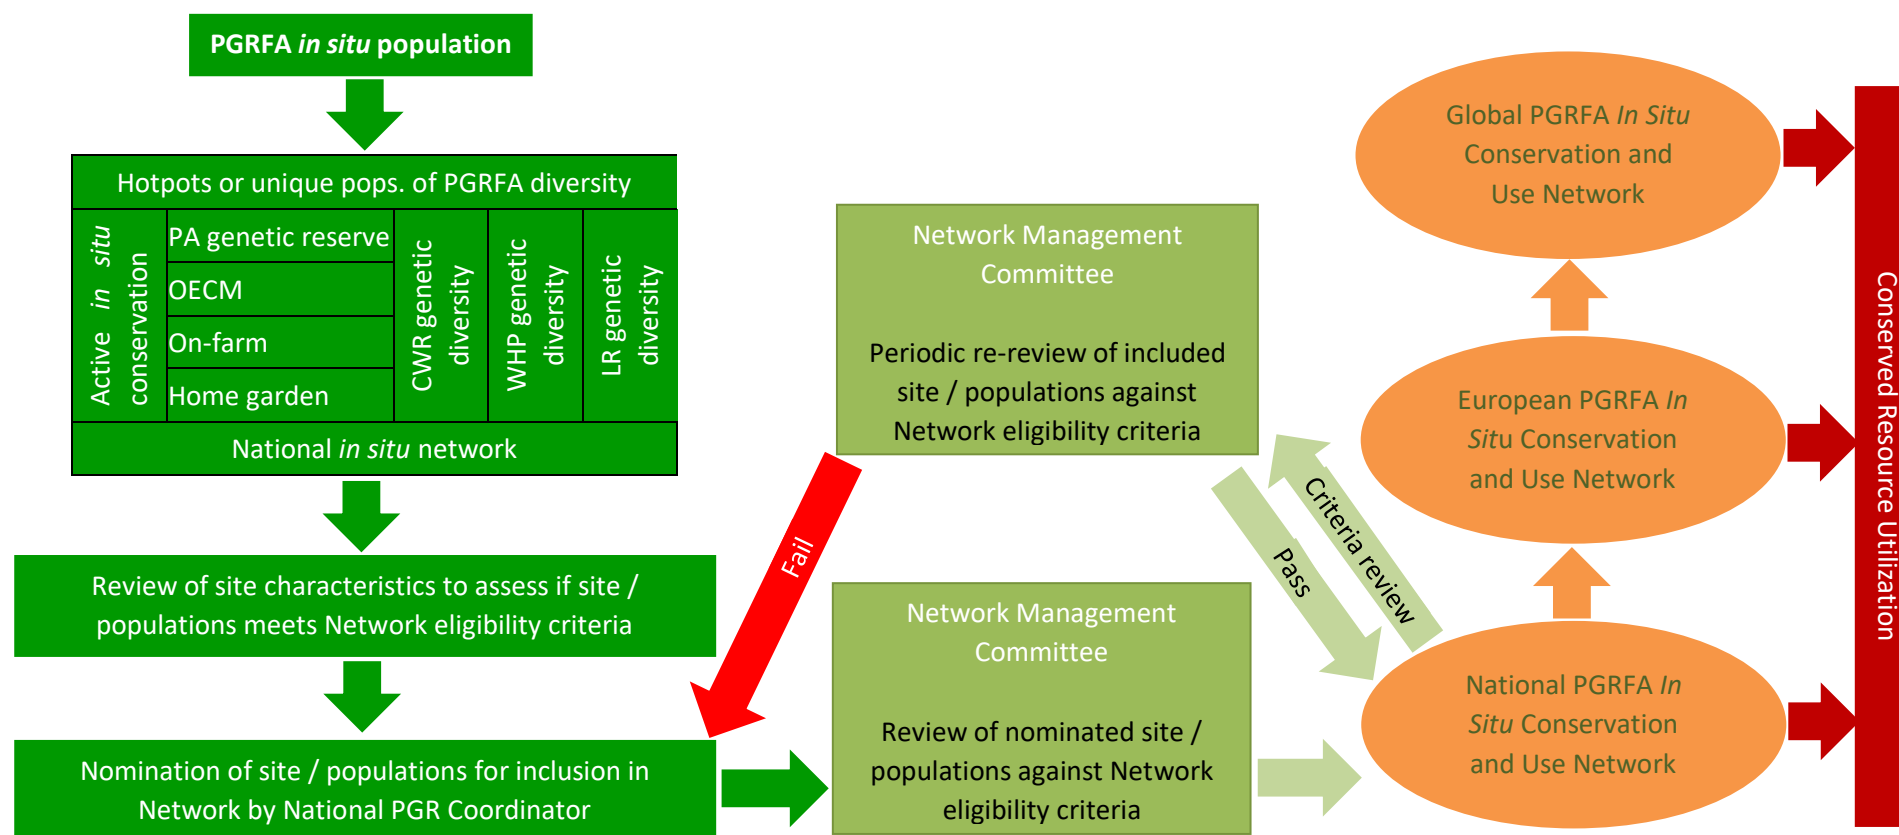 PGRFA in situ population
Hotpots or unique pops. of PGRFA diversity
Active in situ
conservation
PA genetic reserve
OECM
On-farm
Home garden
CWR genetic
diversity
WHP genetic
diversity
LR genetic
diversity
National in situ network
Review of site characteristics to assess if site /
populations meets Network eligibility criteria
Nomination of site / populations for inclusion in
Network by National PGR Coordinator
Network Management
Committee
Periodic re-review of included
site / populations against
Network eligibility criteria
Fail
Pass
Criteria review
Network Management
Committee
Review of nominated site /
populations against Network
eligibility criteria
Global PGRFA In Situ
Conservation and
Use Network
European PGRFA In
Situ Conservation
and Use Network
National PGRFA In
Situ Conservation
and Use Network
Conserved Resource Utilization